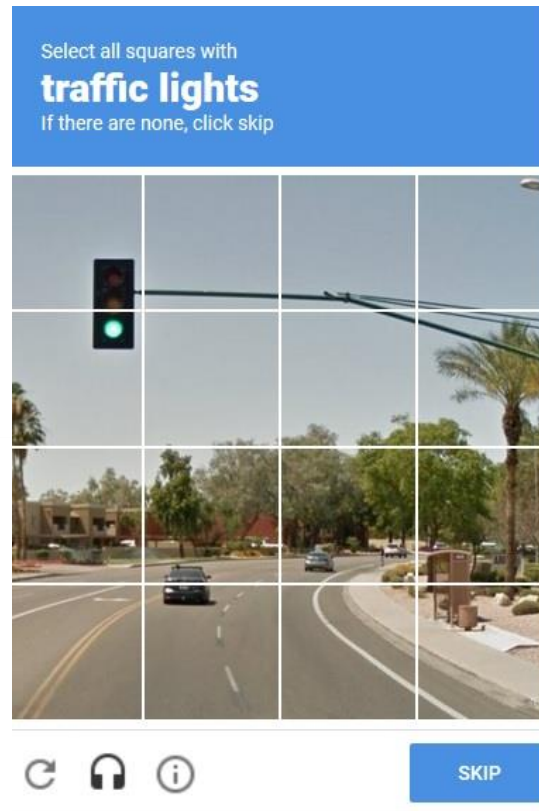 Select all squares with
traffic lights
If there are none, click skip
SKIP